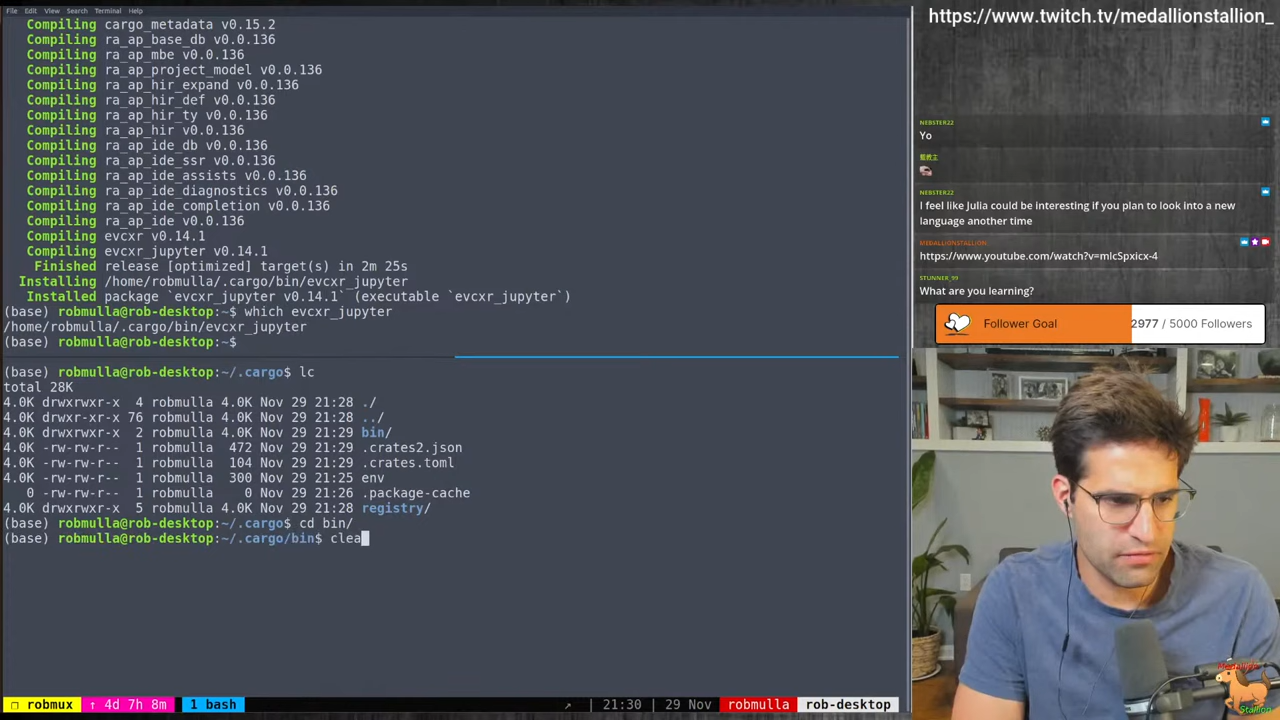 File Edit View Search Terminal Help
Compiling cargo_metadata v0.15.2
Compiling ra_ap_base_db v0.0.136
Compiling ra_ap_mbe v0.0.136
Compiling ra_ap_project_model v0.0.136
Compiling ra_ap_hir_expand v0.0.136
Compiling ra_ap_hir_def v0.0.136
Compiling ra_ap_hir_ty v0.0.136
Compiling ra_ap_hir v0.0.136
Compiling ra_ap_ide_db v0.0.136
Compiling ra_ap_ide_ssr v0.0.136
Compiling ra_ap_ide_assists v0.0.136
Compiling ra_ap_ide_diagnostics v0.0.136
Compiling ra_ap_ide_completion v0.0.136
Compiling ra_ap_ide v0.0.136
Compiling evcxr v0.14.1
Compiling evcxr_jupyter v0.14.1
Finished release [optimized] target(s) in 2m 25s
Installing /home/robmulla/.cargo/bin/evcxr_jupyter
Installed package `evcxr_jupyter v0.14.1` (executable `evcxr_jupyter`)
(base) robmulla@rob-desktop:~$ which evcxr_jupyter
/home/robmulla/.cargo/bin/evcxr_jupyter
(base) robmulla@rob-desktop:~$
(base) robmulla@rob-desktop:~/.cargo$ lc
total 28K
4.0K drwxrwxr-x 4 robmulla 4.0K Nov 29 21:28 ./
4.0K drwxr-xr-x 76 robmulla 4.0K Nov 29 21:28 ../
4.0K drwxrwxr-x 2 robmulla 4.0K Nov 29 21:29 bin/
4.0K -rw-rw-r-- 1 robmulla 472 Nov 29 21:29 .crates2.json
4.0K -rw-rw-r-- 1 robmulla 104 Nov 29 21:29 .crates.toml
4.0K -rw-rw-r-- 1 robmulla 300 Nov 29 21:25 env
0 -rw-rw-r-- 1 robmulla 0 Nov 29 21:26 .package-cache
4.0K drwxrwxr-x 5 robmulla 4.0K Nov 29 21:28 registry/
(base) robmulla@rob-desktop:~/.cargo$ cd bin/
(base) robmulla@rob-desktop:~/.cargo/bin$ clea
robmux ↑ 4d 7h 8m 1 bash ↗ | 21:30 | 29 Nov robmulla rob-desktop
https://www.twitch.tv/medallionstallion_
NEBSTER22
Yo
NEBSTER22
I feel like Julia could be interesting if you plan to look into a new
language another time
MEDALLIONSTALLION_
https://www.youtube.com/watch?v=mlcSpxicx-4
STUNNER_99
What are you learning?
Follower Goal 2977 / 5000 Followers
Medallion
Stallion